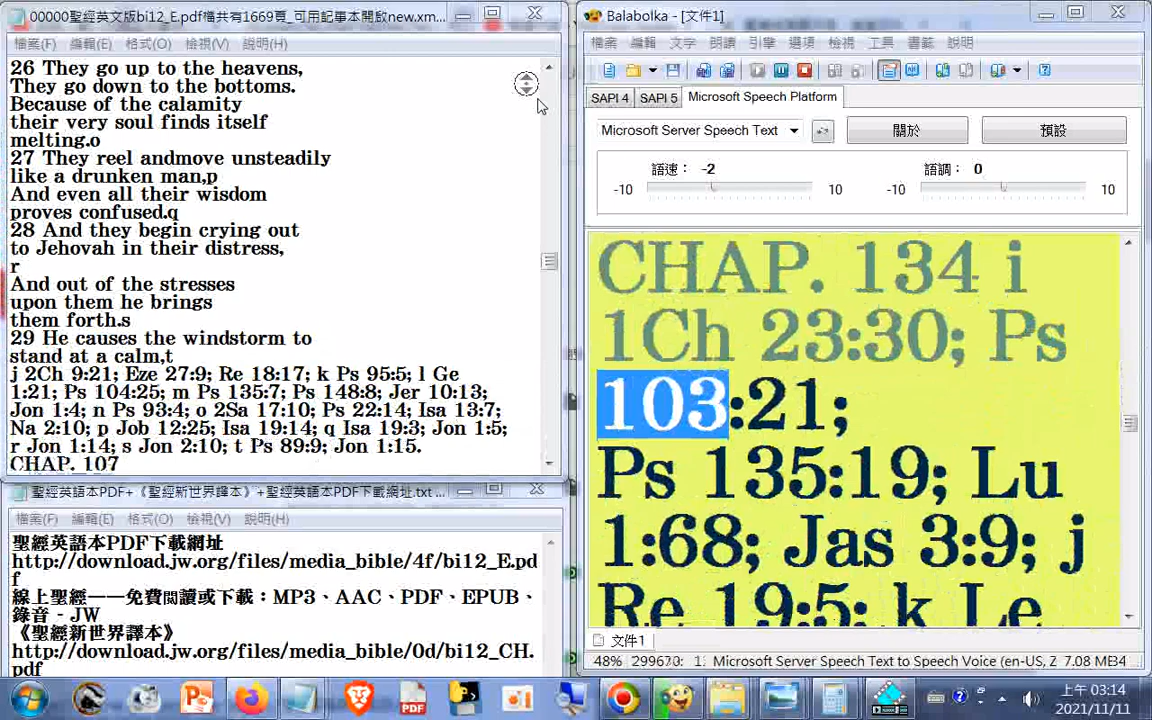 00000聖經英文版bi12_E.pdf檔共有1669頁_可用記事本開啟new.xm...
檔案(F) 編輯(E) 格式(O) 檢視(V) 說明(H)
26 They go up to the heavens,
They go down to the bottoms.
Because of the calamity
their very soul finds itself
melting.o
27 They reel andmove unsteadily
like a drunken man,p
And even all their wisdom
proves confused.q
28 And they begin crying out
to Jehovah in their distress,
r
And out of the stresses
upon them he brings
them forth.s
29 He causes the windstorm to
stand at a calm,t
j 2Ch 9:21; Eze 27:9; Re 18:17; k Ps 95:5; l Ge
1:21; Ps 104:25; m Ps 135:7; Ps 148:8; Jer 10:13;
Jon 1:4; n Ps 93:4; o 2Sa 17:10; Ps 22:14; Isa 13:7;
Na 2:10; p Job 12:25; Isa 19:14; q Isa 19:3; Jon 1:5;
r Jon 1:14; s Jon 2:10; t Ps 89:9; Jon 1:15.
CHAP. 107
聖經英語本PDF+《聖經新世界譯本》+聖經英語本PDF下載網址.txt ...
檔案(F) 編輯(E) 格式(O) 檢視(V) 說明(H)
聖經英語本PDF下載網址
http://download.jw.org/files/media_bible/4f/bi12_E.pd
f
線上聖經——免費閱讀或下載：MP3、AAC、PDF、EPUB、
錄音 - JW
《聖經新世界譯本》
http://download.jw.org/files/media_bible/0d/bi12_CH.
pdf
Balabolka - [文件1]
檔案 編輯 文字 朗讀 引擎 選項 檢視 工具 書籤 說明
SAPI 4 SAPI 5 Microsoft Speech Platform
Microsoft Server Speech Text 關於 預設
語速： -2 語調： 0
-10 10 -10 10
CHAP. 134 i
1Ch 23:30; Ps
103:21;
Ps 135:19; Lu
1:68; Jas 3:9; j
Re 19:5; k Le
文件1
48% 299670: 1. Microsoft Server Speech Text to Speech Voice (en-US, Z 7.08 MB34
上午 03:14
2021/11/11